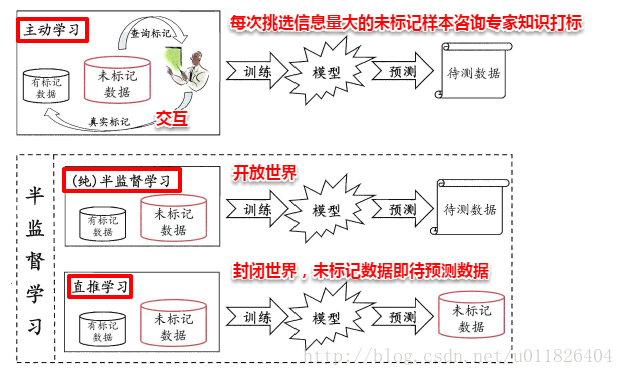 主动学习
每次挑选信息量大的未标记样本咨询专家知识打标
查询标记
有标记
数据
未标记
数据
真实标记
交互
训练
模型
预测
待测数据
半监督学习
(纯)半监督学习
开放世界
有标记
数据
未标记
数据
训练
模型
预测
待测数据
直推学习
封闭世界，未标记数据即待预测数据
有标记
数据
未标记
数据
训练
模型
预测
未标记
数据
http://blog.csdn.net/u011826404